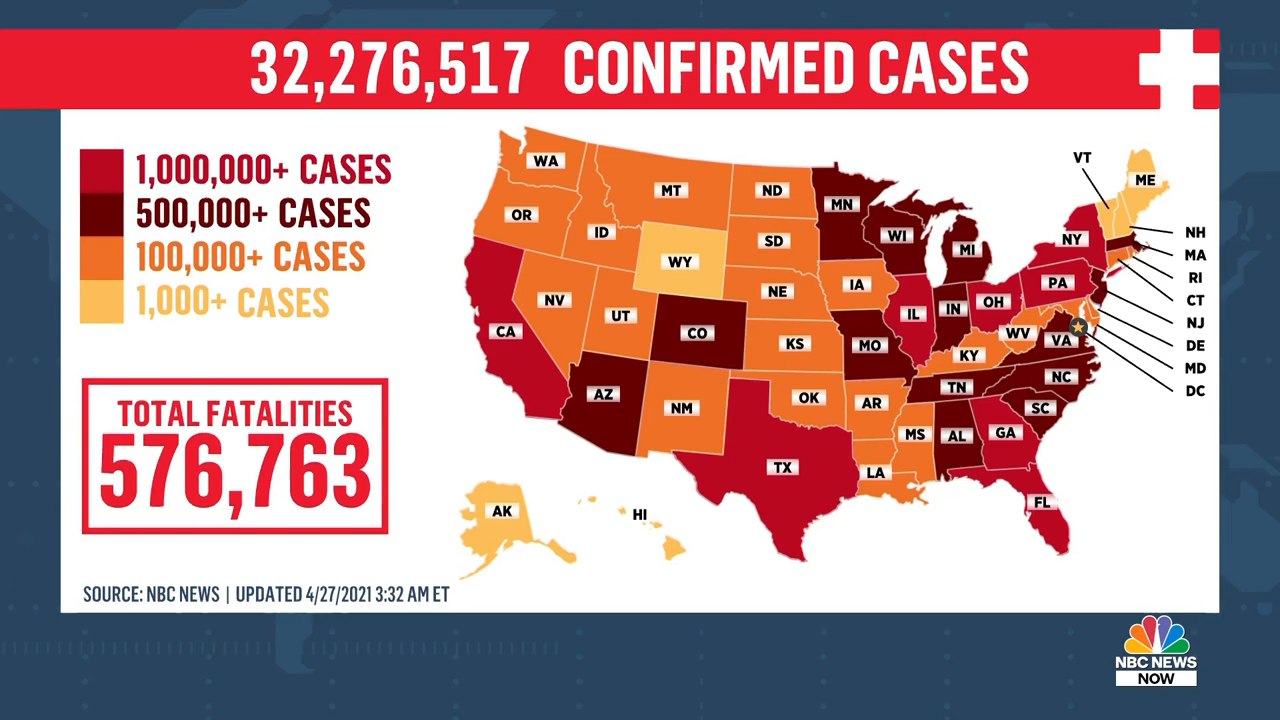 32,276,517 CONFIRMED CASES
1,000,000+ CASES
500,000+ CASES
100,000+ CASES
1,000+ CASES
TOTAL FATALITIES
576,763
WA
OR
CA
NV
ID
MT
WY
UT
AZ
CO
NM
ND
SD
NE
KS
OK
TX
MN
IA
MO
AR
LA
WI
IL
MI
IN
OH
KY
TN
MS
AL
GA
FL
SC
NC
VA
WV
PA
NY
VT
ME
NH
MA
RI
CT
NJ
DE
MD
DC
AK
HI
SOURCE: NBC NEWS | UPDATED 4/27/2021 3:32 AM ET
NBC NEWS
NOW